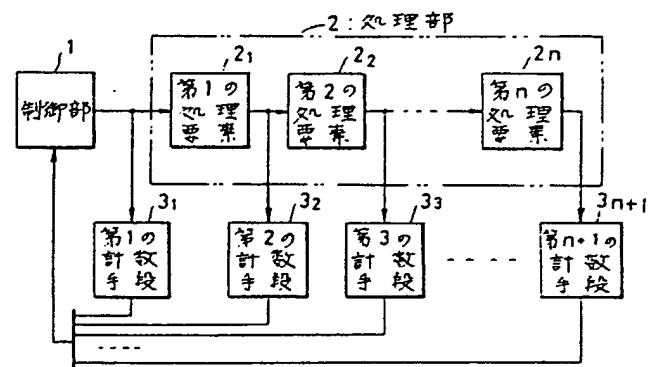 2:処理部
1
制御部
2₁
第1の
処理
要素
2₂
第2の
処理
要素
2n
第nの
処理
要素
3₁
第1の
計数
手段
3₂
第2の
計数
手段
3₃
第3の
計数
手段
3n+1
第n+1の
計数
手段